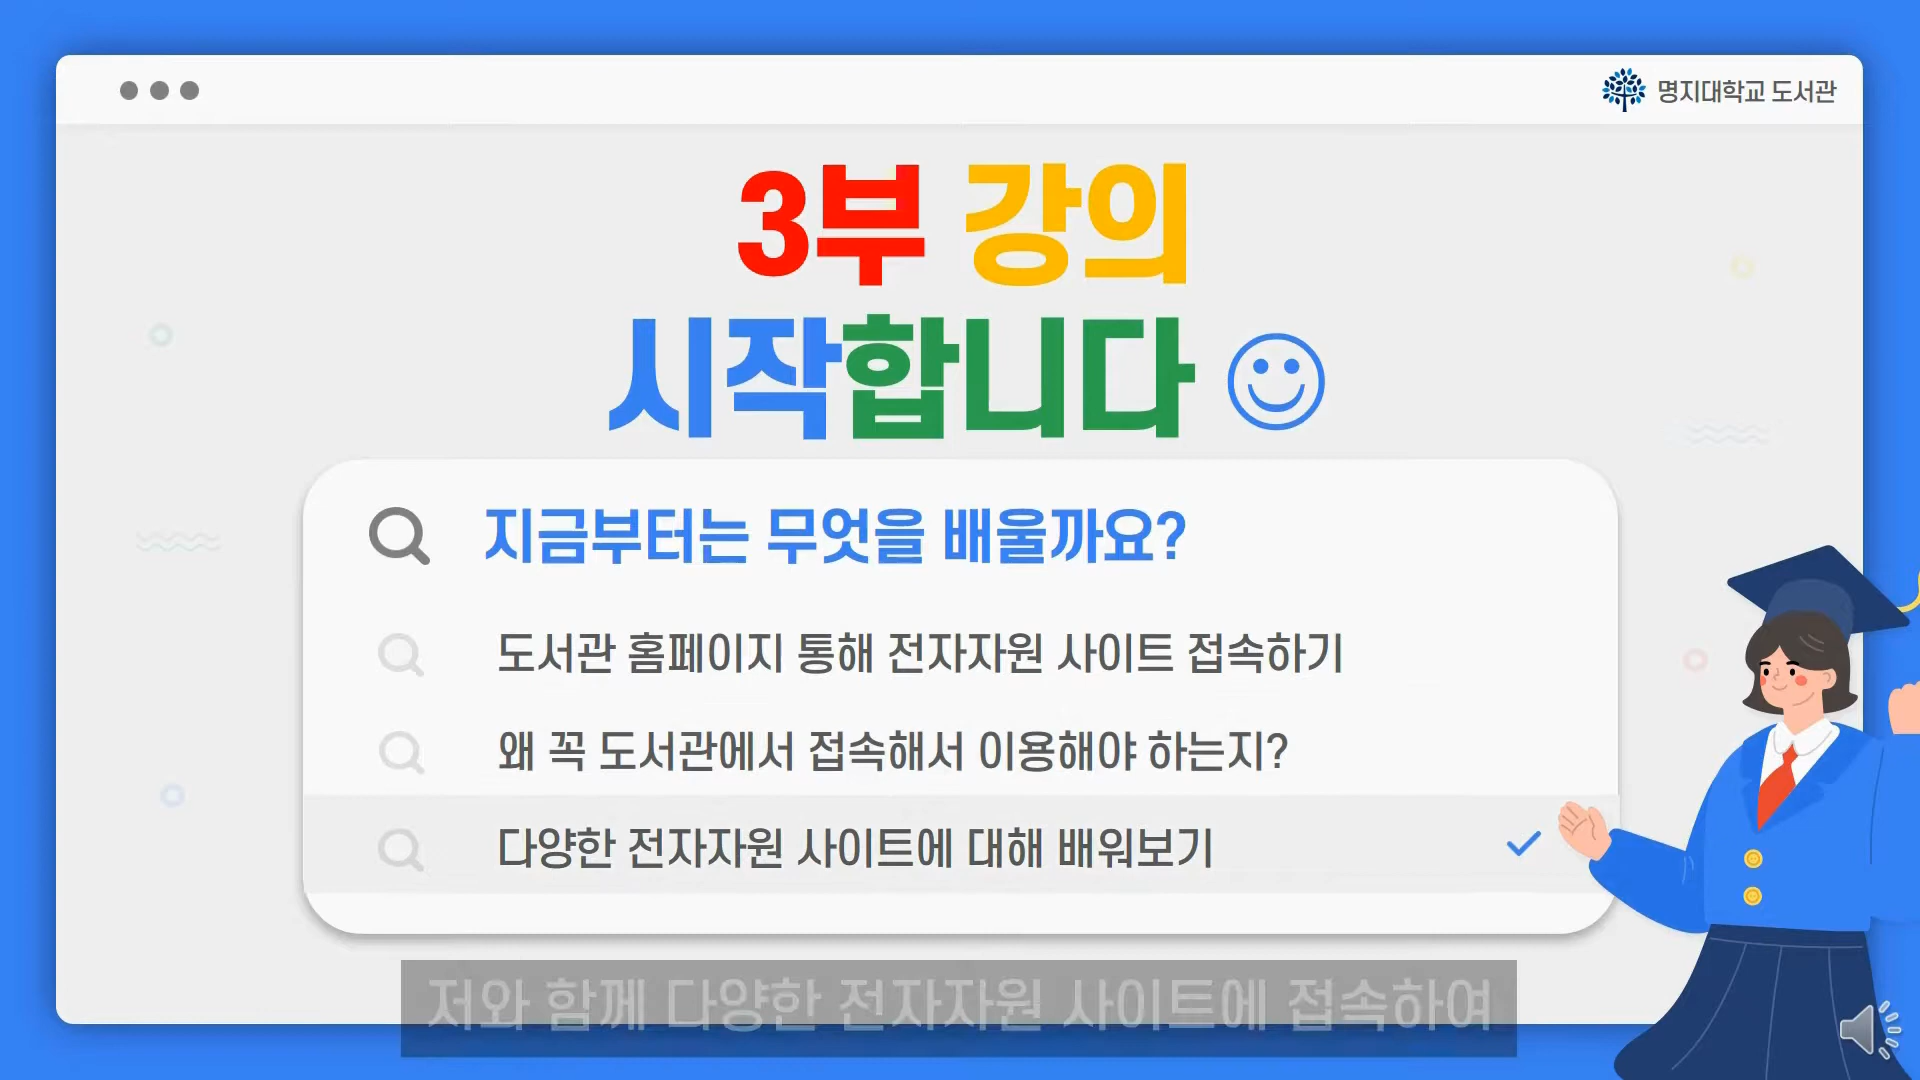 명지대학교 도서관
3부 강의
시작합니다
지금부터는 무엇을 배울까요?
도서관 홈페이지 통해 전자자원 사이트 접속하기
왜 꼭 도서관에서 접속해서 이용해야 하는지?
다양한 전자자원 사이트에 대해 배워보기
저와 함께 다양한 전자자원 사이트에 접속하여